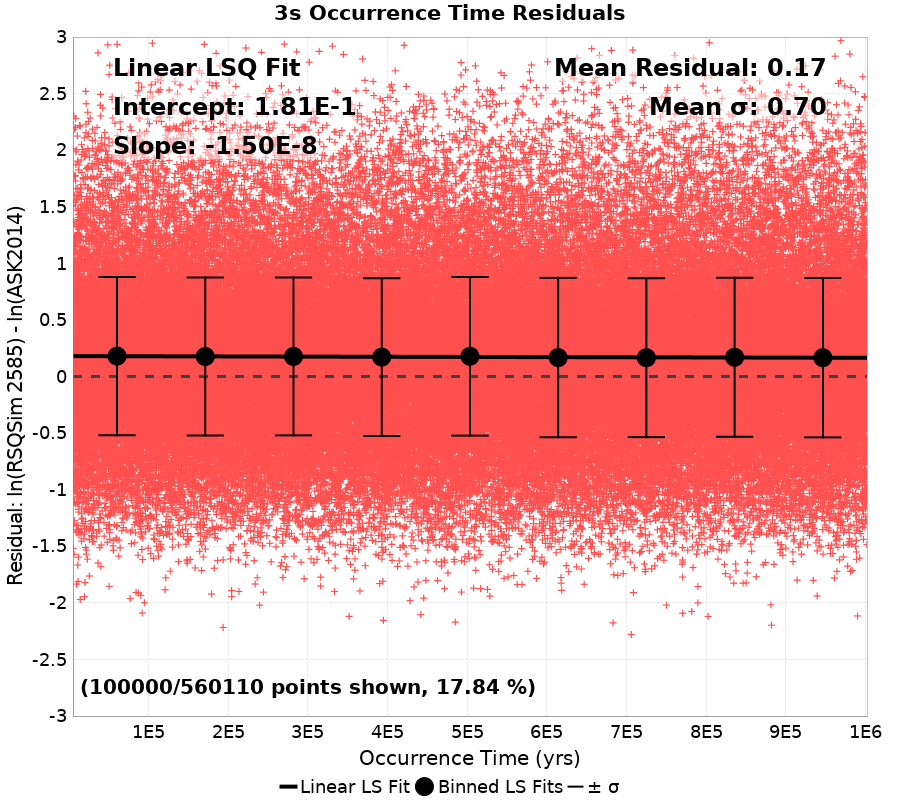 3s Occurrence Time Residuals
Linear LSQ Fit
Intercept: 1.81E-1
Slope: -1.50E-8
Mean Residual: 0.17
Mean σ: 0.70
Residual: ln(RSQSim 2585) - ln(ASK2014)
3
2.5
2
1.5
1
0.5
0
-0.5
-1
-1.5
-2
-2.5
-3
(100000/560110 points shown, 17.84 %)
1E5 2E5 3E5 4E5 5E5 6E5 7E5 8E5 9E5 1E6
Occurrence Time (yrs)
Linear LS Fit Binned LS Fits ± σ